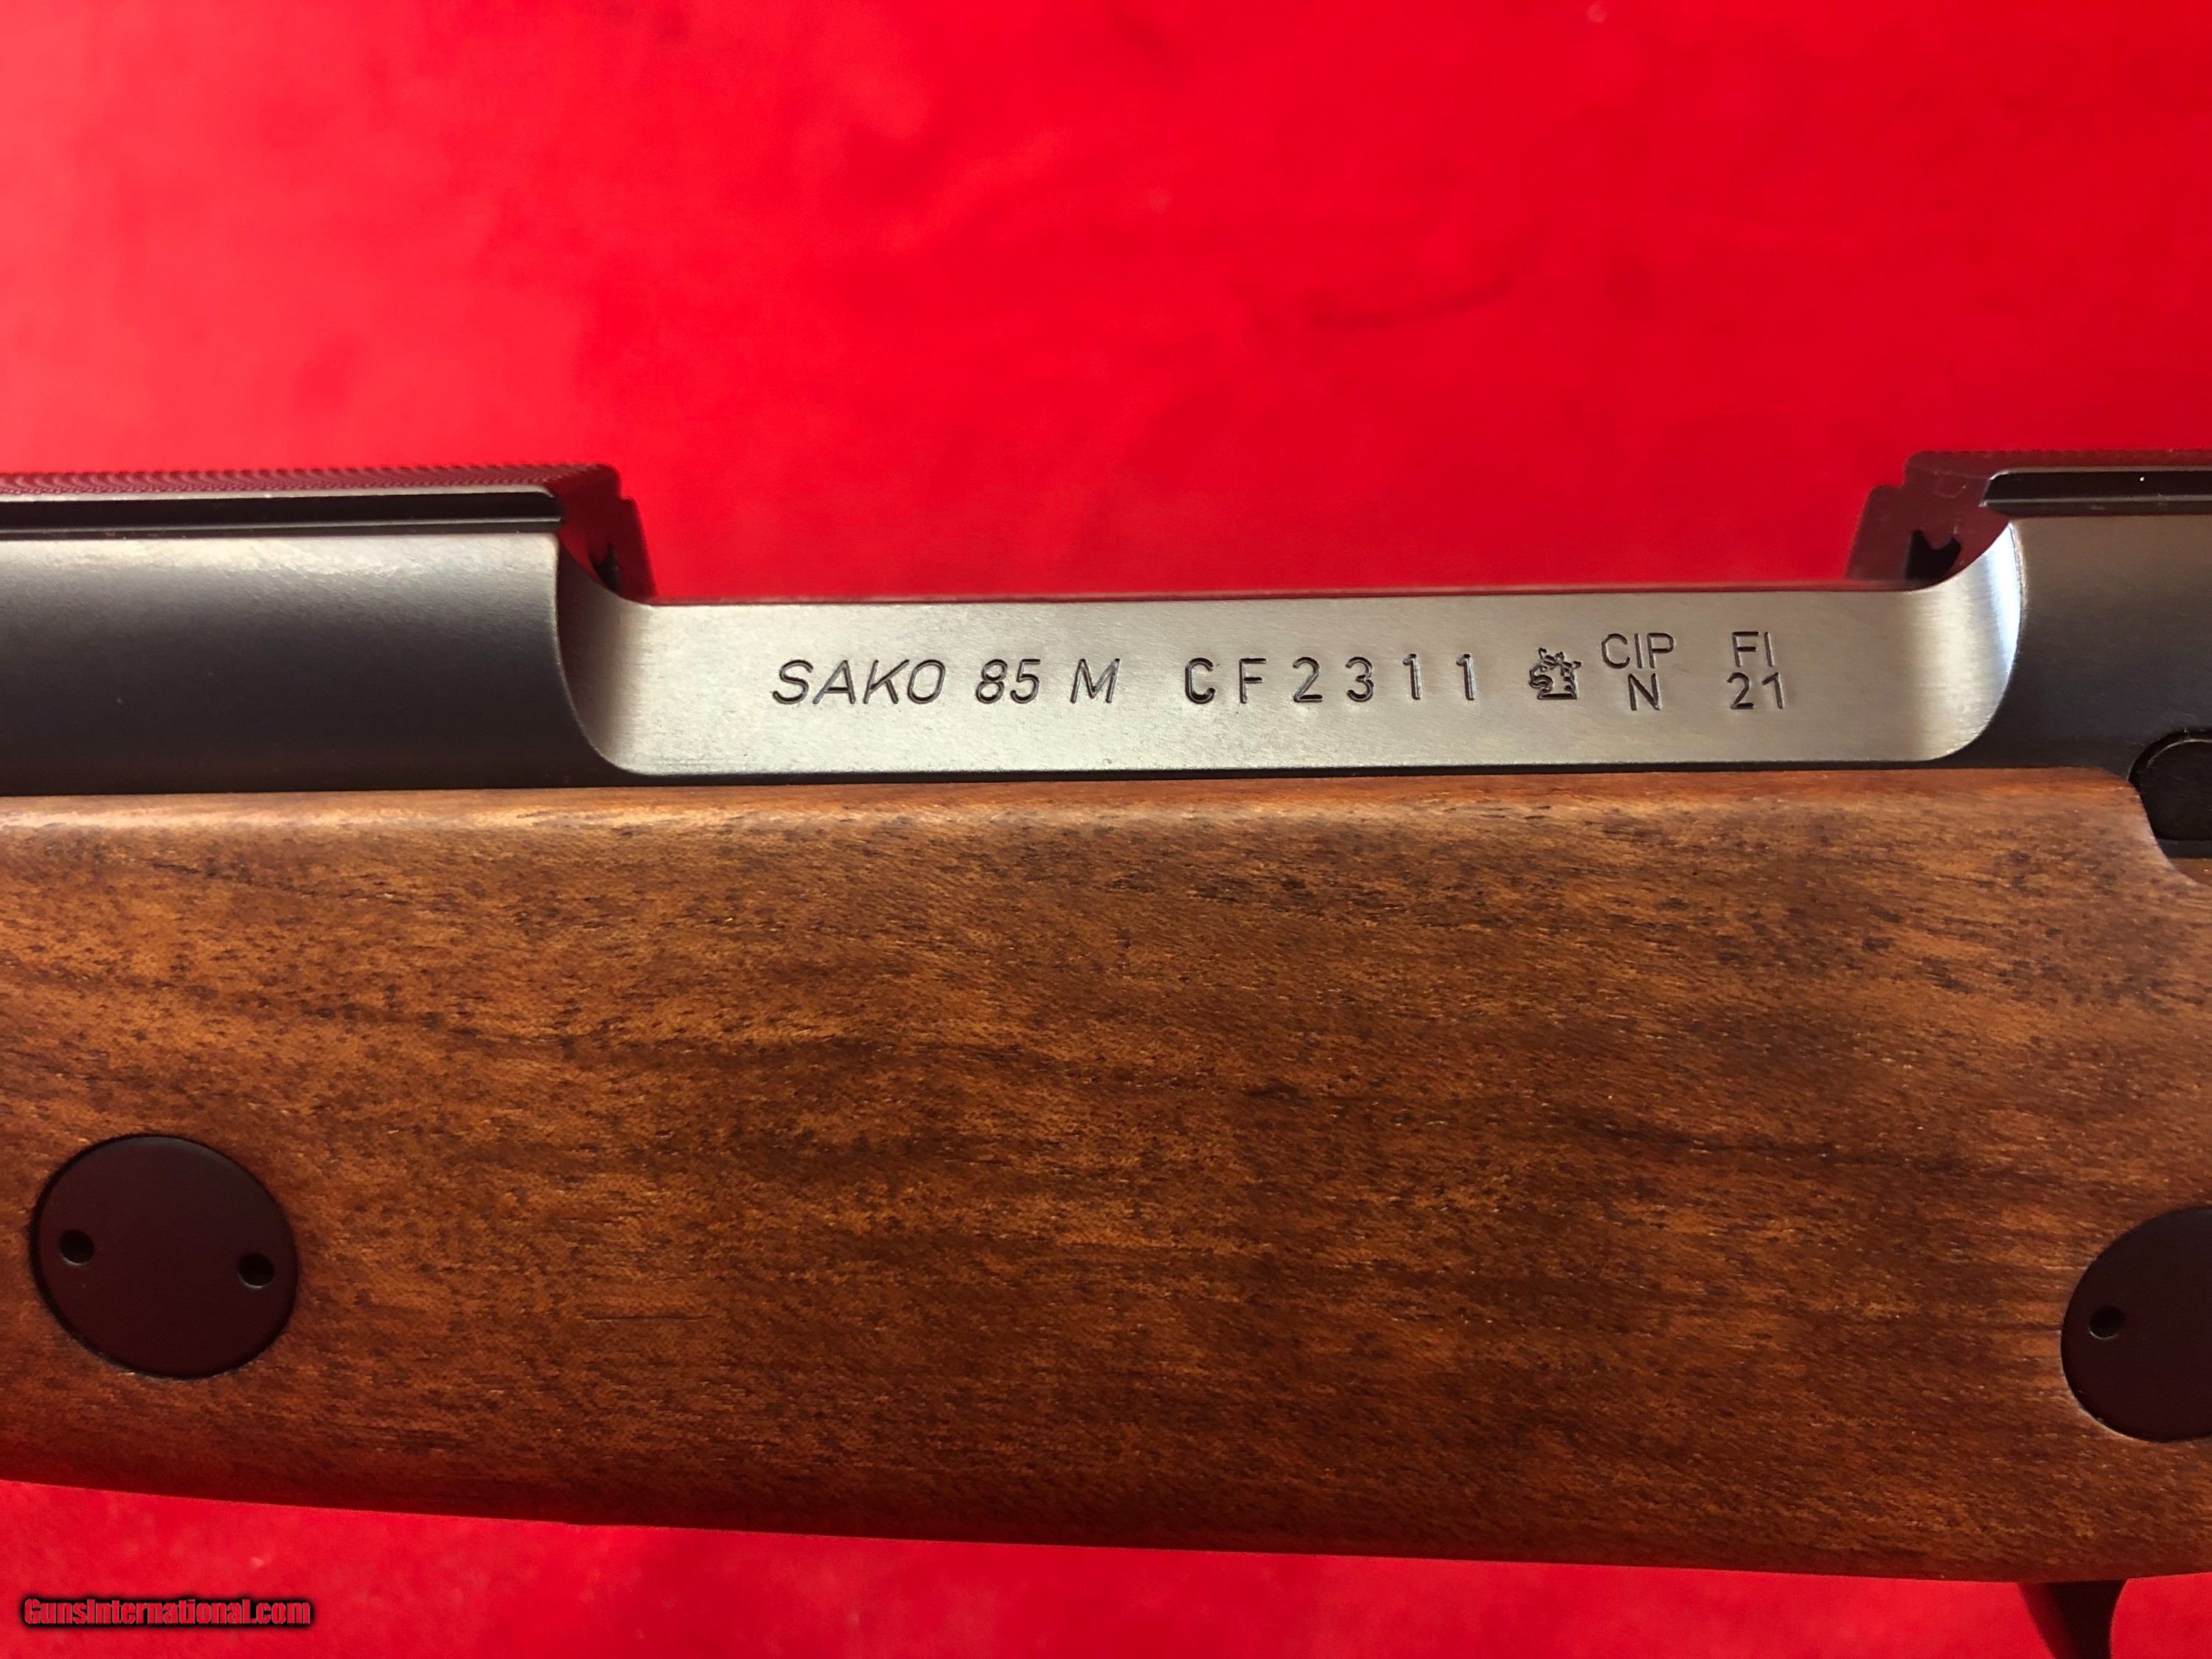 SAKO 85 M CF2311 CIP FI
N 21
GunsInternational.com